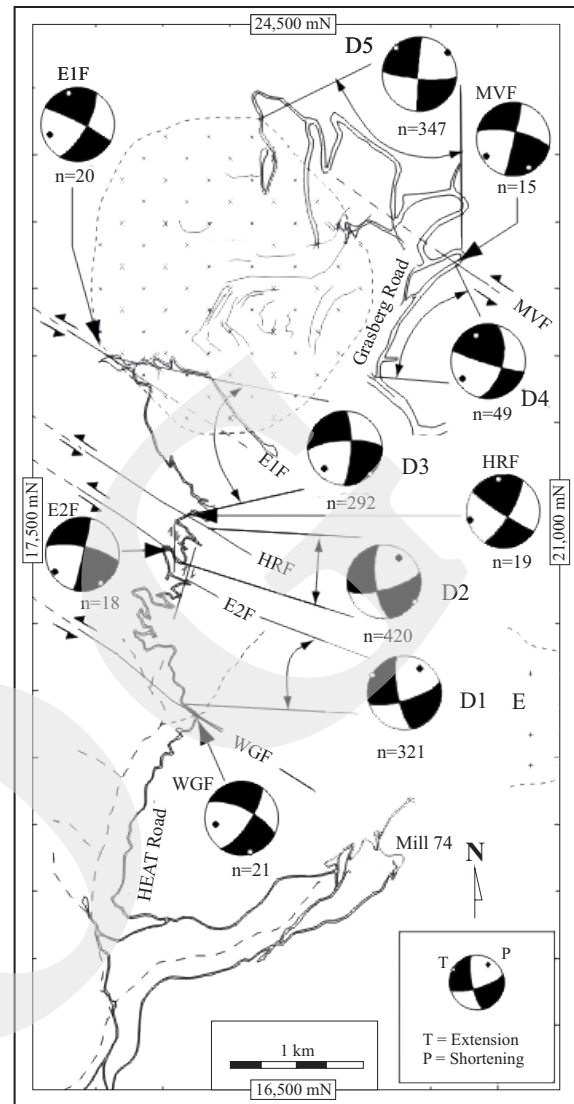 24,500 mN
D5
E1F
MVF
n=347
n=20
n=15
Grasberg Road
MVF
D4
n=49
E1F
D3
HRF
n=292
17,500 mN
21,000 mN
E2F
HRF
n=19
n=18
D2
E2F
n=420
D1
E
n=321
WGF
WGF
HEAT Road
Mill 74
N
n=21
T
P
T = Extension
P = Shortening
1 km
16,500 mN